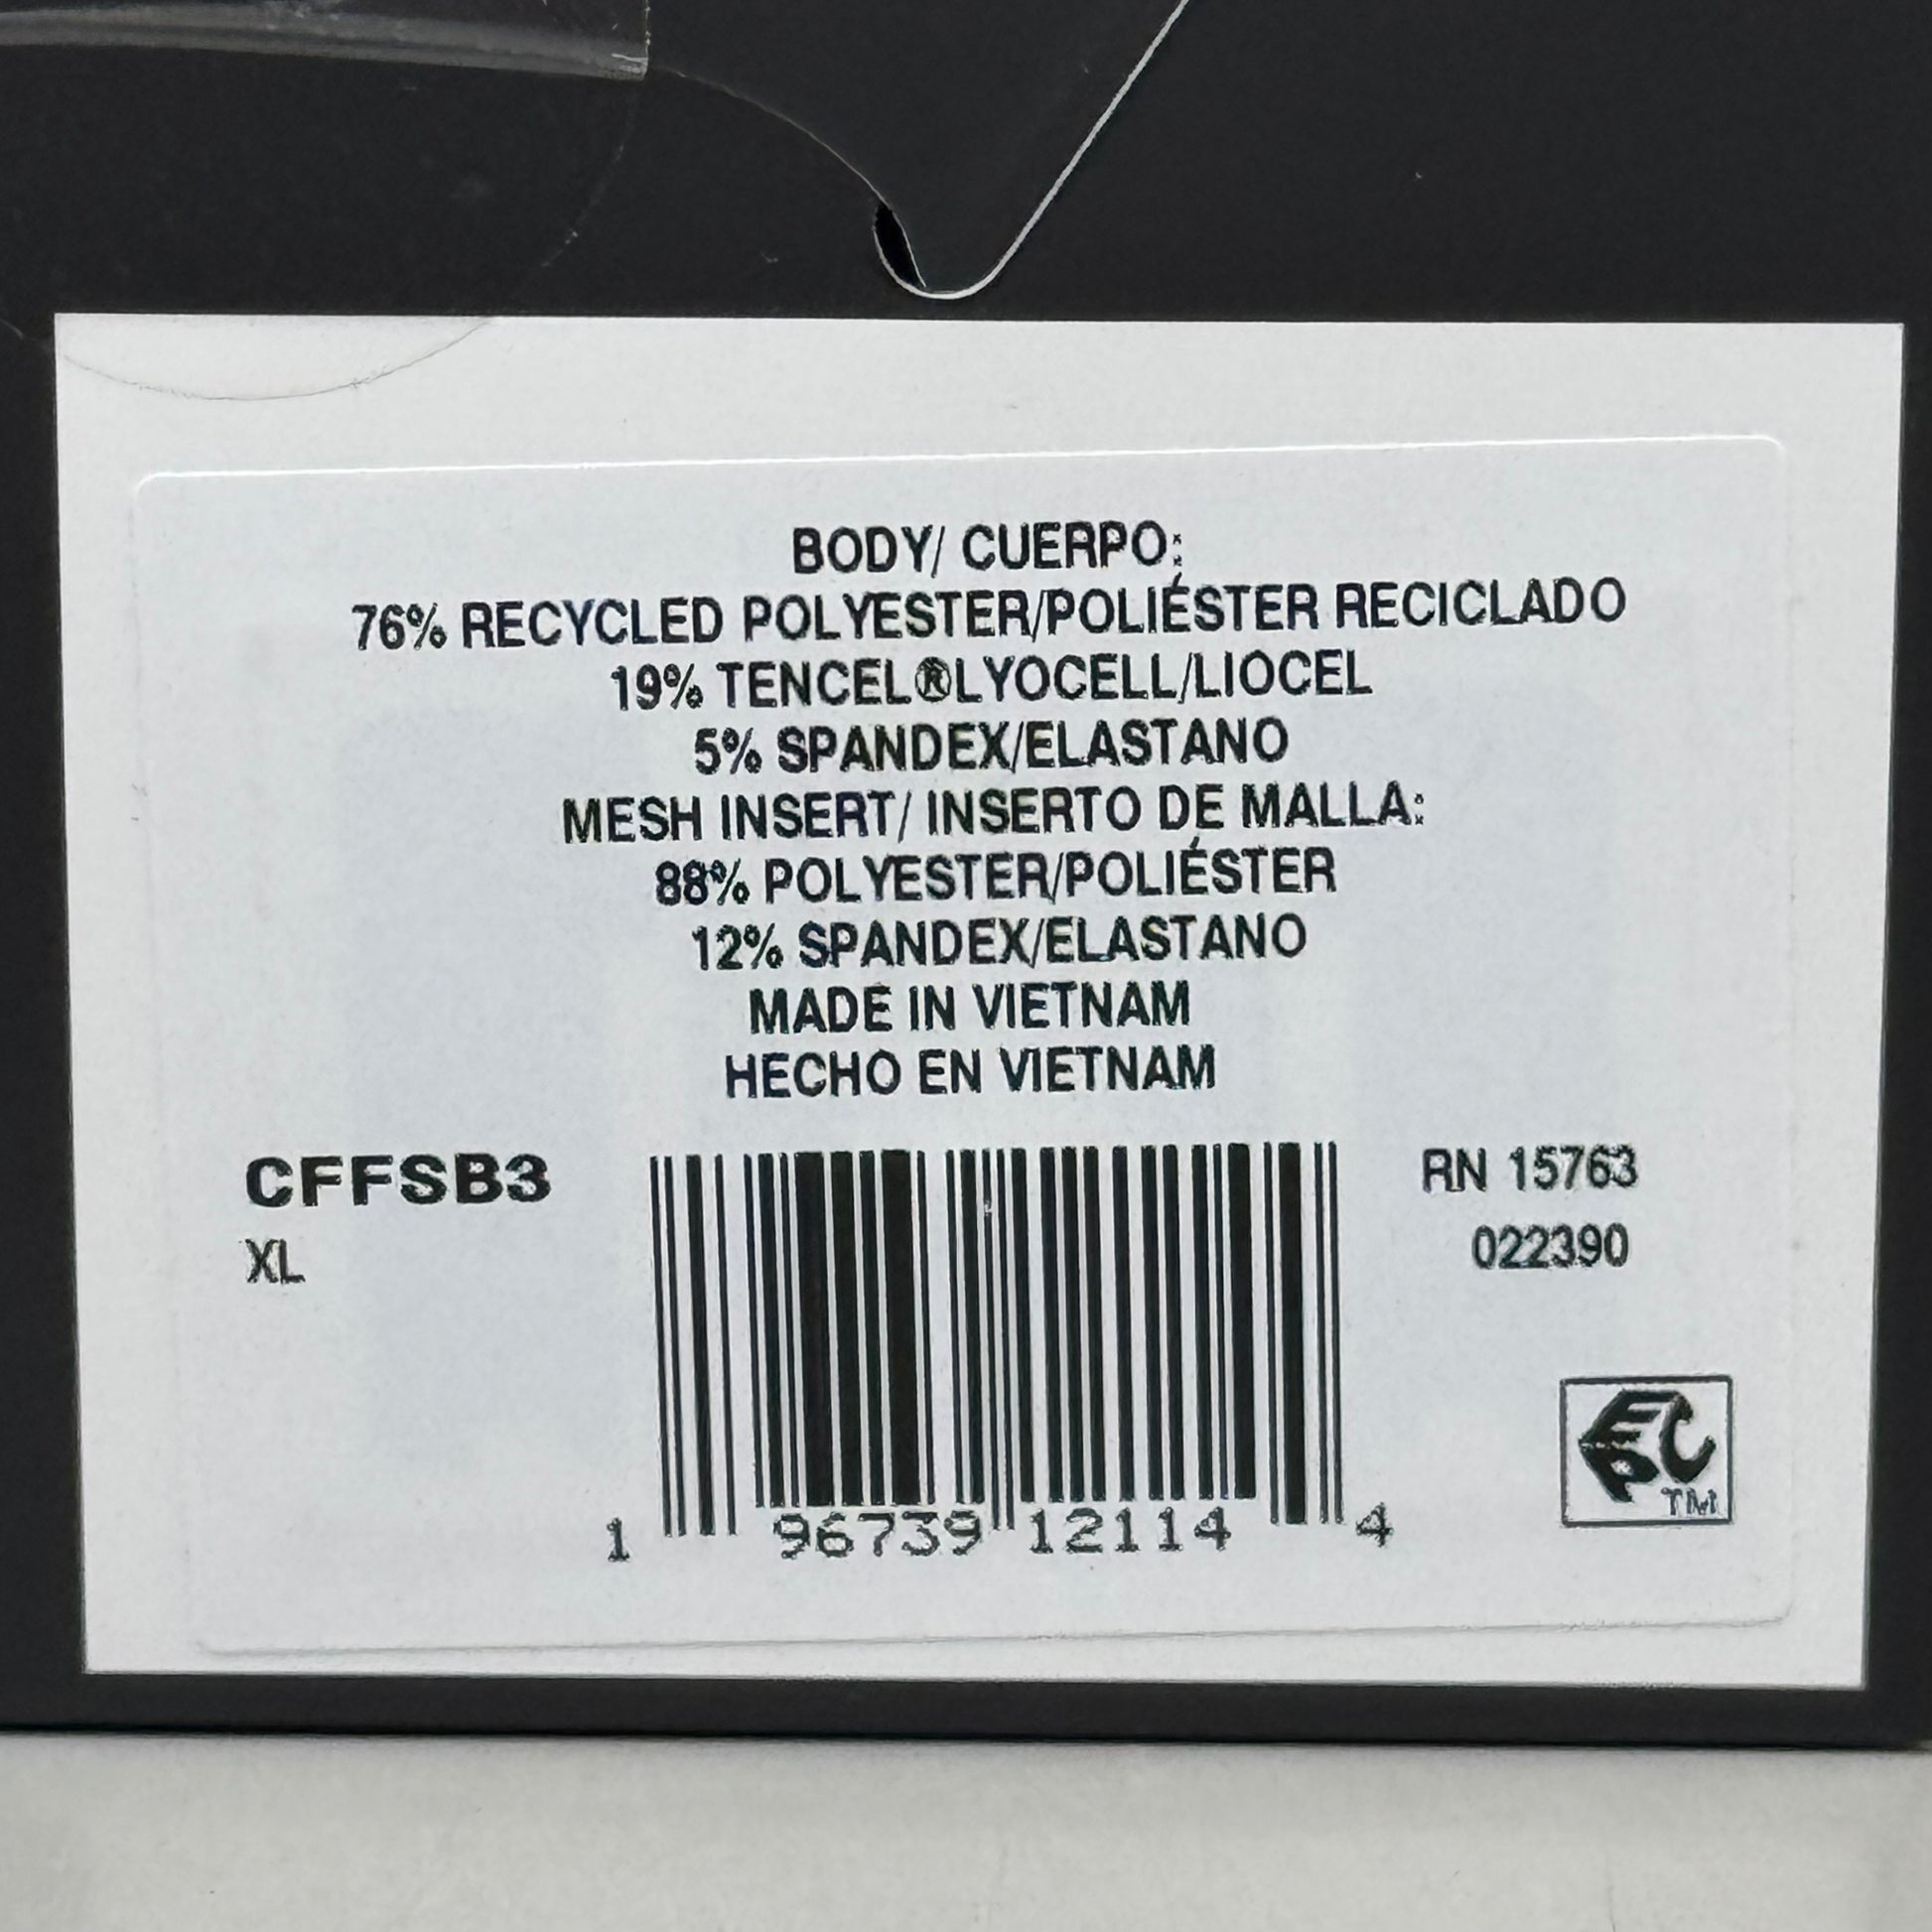 BODY/ CUERPO:
76% RECYCLED POLYESTER/POLIÉSTER RECICLADO
19% TENCEL®LYOCELL/LIOCEL
5% SPANDEX/ELASTANO
MESH INSERT/ INSERTO DE MALLA:
88% POLYESTER/POLIÉSTER
12% SPANDEX/ELASTANO
MADE IN VIETNAM
HECHO EN VIETNAM
CFFSB3
XL
RN 15763
022390
1 96739 12114 4
EPC TM